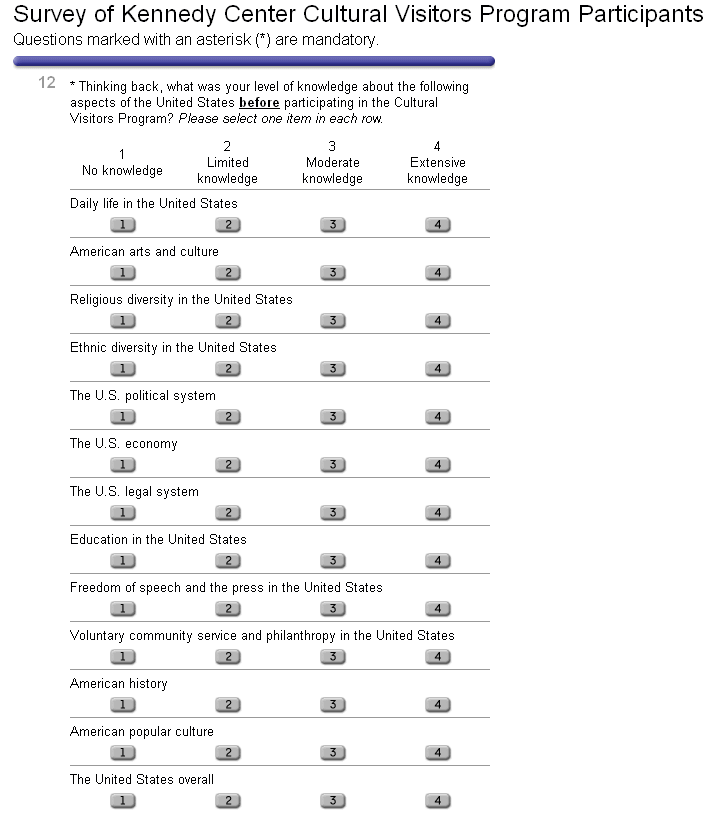 Survey of Kennedy Center Cultural Visitors Program Participants
Questions marked with an asterisk (*) are mandatory.
12
* Thinking back, what was your level of knowledge about the following
aspects of the United States before participating in the Cultural
Visitors Program? Please select one item in each row.
1 2 3 4
No knowledge Limited knowledge Moderate knowledge Extensive knowledge
Daily life in the United States
1 2 3 4
American arts and culture
1 2 3 4
Religious diversity in the United States
1 2 3 4
Ethnic diversity in the United States
1 2 3 4
The U.S. political system
1 2 3 4
The U.S. economy
1 2 3 4
The U.S. legal system
1 2 3 4
Education in the United States
1 2 3 4
Freedom of speech and the press in the United States
1 2 3 4
Voluntary community service and philanthropy in the United States
1 2 3 4
American history
1 2 3 4
American popular culture
1 2 3 4
The United States overall
1 2 3 4